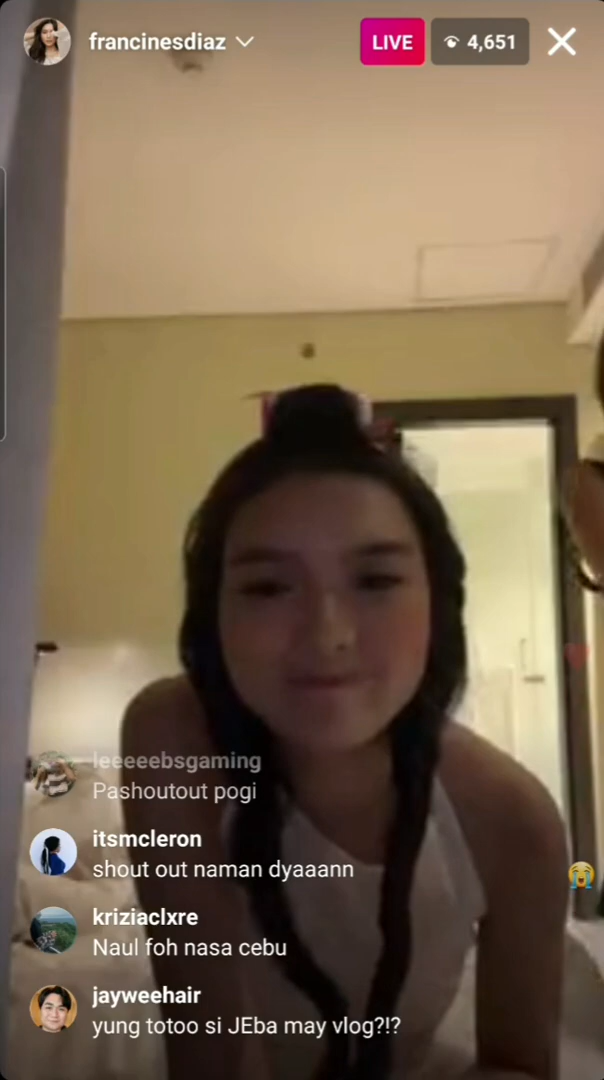 francinesdiaz
LIVE
4,651
leeeeebsgaming
Pashoutout pogi
itsmcleron
shout out naman dyaaann
kriziaclxre
Naul foh nasa cebu
jayweehair
yung totoo si JEba may vlog?!?